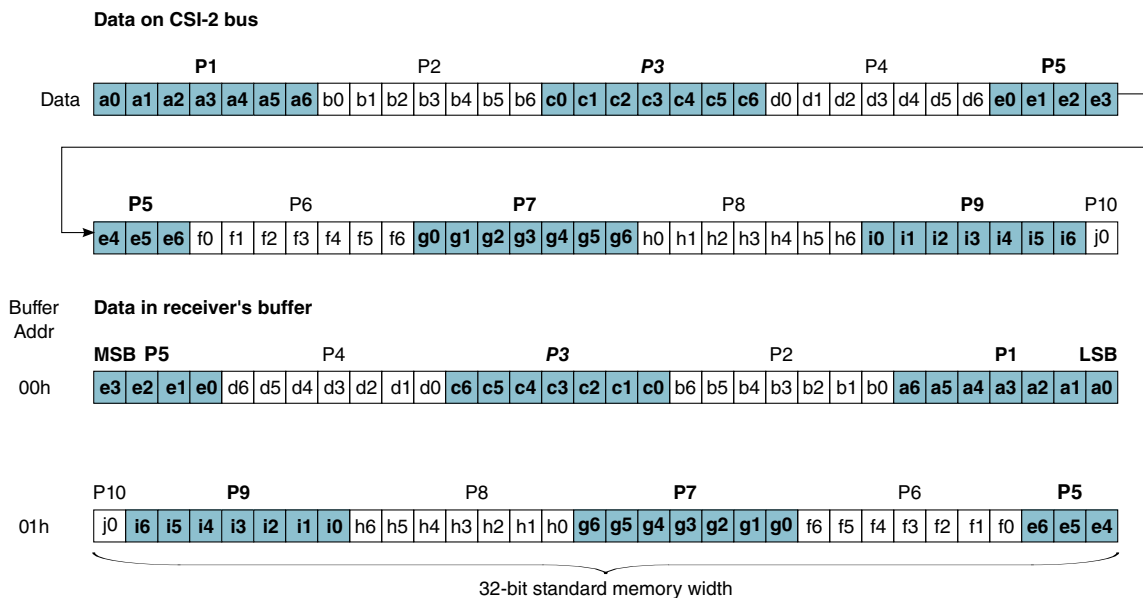 Data on CSI-2 bus
P1 P2 P3 P4 P5
Data a0 a1 a2 a3 a4 a5 a6 b0 b1 b2 b3 b4 b5 b6 c0 c1 c2 c3 c4 c5 c6 d0 d1 d2 d3 d4 d5 d6 e0 e1 e2 e3
P5 P6 P7 P8 P9 P10
e4 e5 e6 f0 f1 f2 f3 f4 f5 f6 g0 g1 g2 g3 g4 g5 g6 h0 h1 h2 h3 h4 h5 h6 i0 i1 i2 i3 i4 i5 i6 j0
Buffer Data in receiver's buffer
Addr
MSB P5 P4 P3 P2 P1 LSB
00h e3 e2 e1 e0 d6 d5 d4 d3 d2 d1 d0 c6 c5 c4 c3 c2 c1 c0 b6 b5 b4 b3 b2 b1 b0 a6 a5 a4 a3 a2 a1 a0
P10 P9 P8 P7 P6 P5
01h j0 i6 i5 i4 i3 i2 i1 i0 h6 h5 h4 h3 h2 h1 h0 g6 g5 g4 g3 g2 g1 g0 f6 f5 f4 f3 f2 f1 f0 e6 e5 e4
32-bit standard memory width